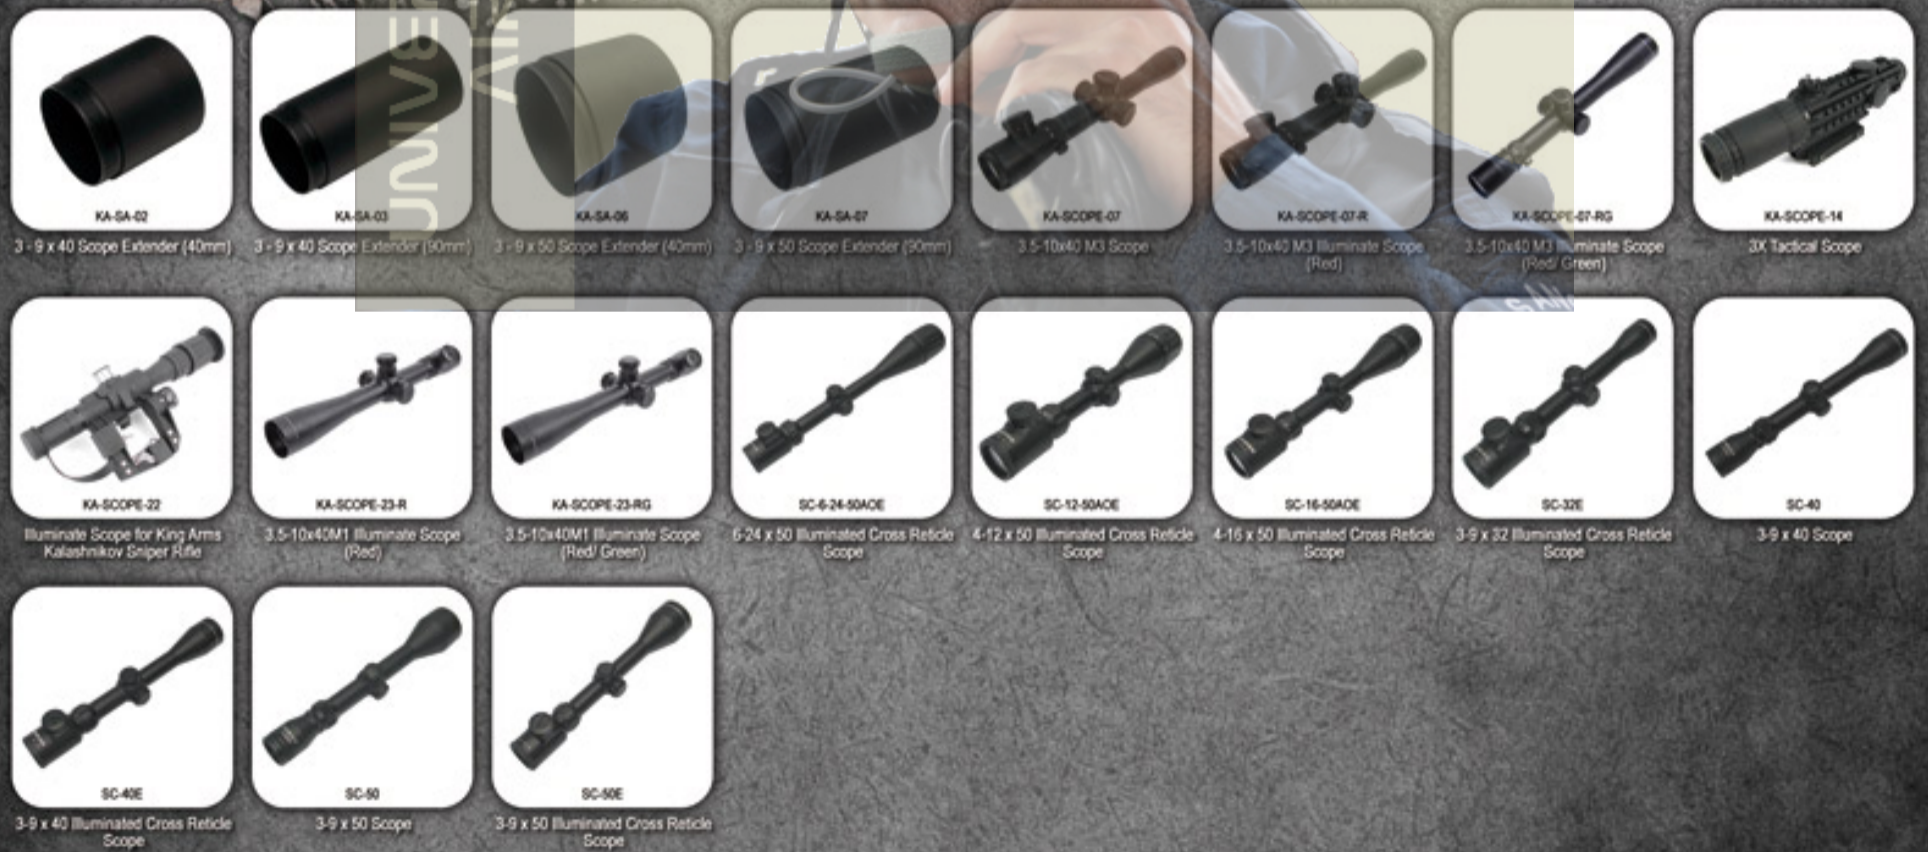 UNIVE
AI
KA-SA-02
3 - 9 x 40 Scope Extender (40mm)
KA-SA-03
3 - 9 x 40 Scope Extender (90mm)
KA-SA-06
3 - 9 x 50 Scope Extender (40mm)
KA-SA-07
3 - 9 x 50 Scope Extender (90mm)
KA-SCOPE-07
3.5-10x40 M3 Scope
KA-SCOPE-07-R
3.5-10x40 M3 Illuminate Scope
(Red)
KA-SCOPE-07-RG
3.5-10x40 M3 Illuminate Scope
(Red/ Green)
KA-SCOPE-14
3X Tactical Scope
KA-SCOPE-22
Illuminate Scope for King Arms
Kalashnikov Sniper Rifle
KA-SCOPE-23-R
3.5-10x40M1 Illuminate Scope
(Red)
KA-SCOPE-23-RG
3.5-10x40M1 Illuminate Scope
(Red/ Green)
SC-6-24-50AOE
6-24 x 50 Illuminated Cross Reticle
Scope
SC-12-50AOE
4-12 x 50 Illuminated Cross Reticle
Scope
SC-16-50AOE
4-16 x 50 Illuminated Cross Reticle
Scope
SC-32E
3-9 x 32 Illuminated Cross Reticle
Scope
SC-40
3-9 x 40 Scope
SC-40E
3-9 x 40 Illuminated Cross Reticle
Scope
SC-50
3-9 x 50 Scope
SC-50E
3-9 x 50 Illuminated Cross Reticle
Scope